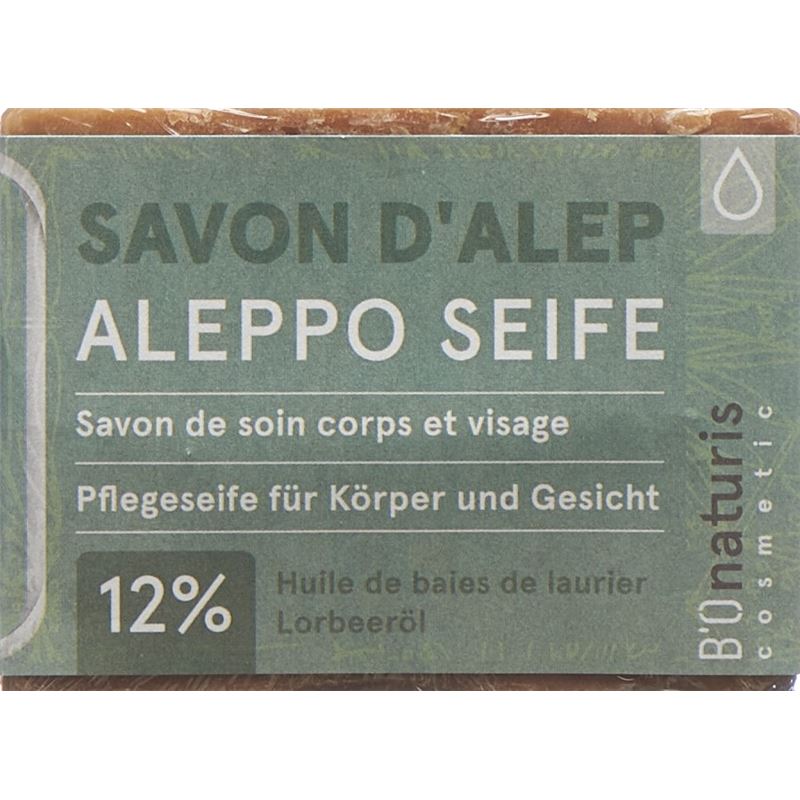 SAVON D'ALEP
ALEPPO SEIFE
Savon de soin corps et visage
Pflegeseife für Körper und Gesicht
12%
Huile de baies de laurier
Lorbeeröl
B'Onaturis
cosmetic